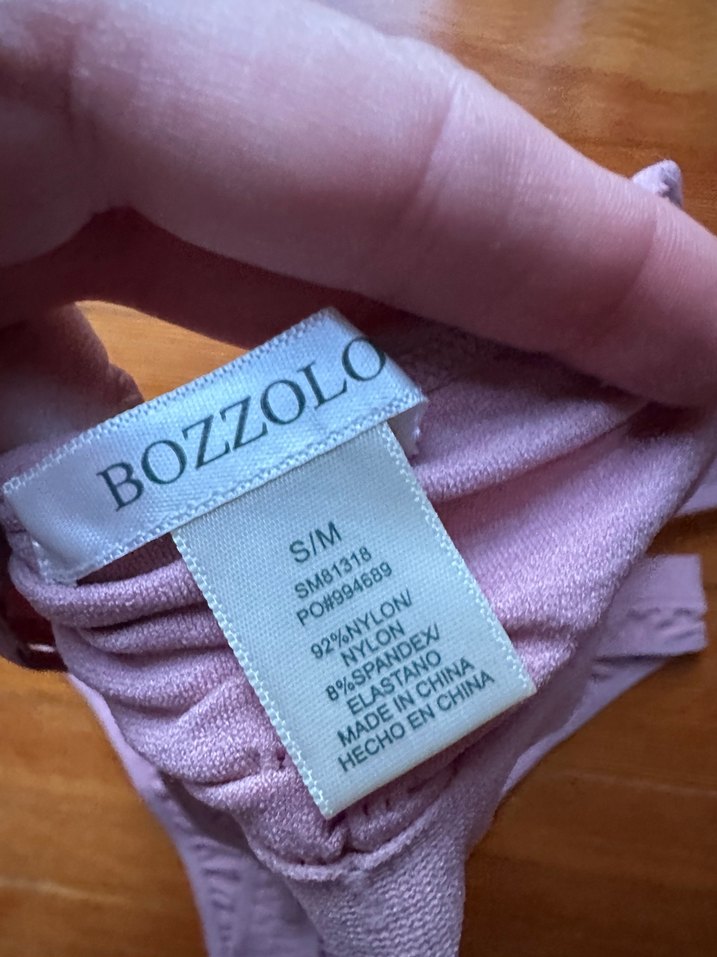 BOZZOLO
S/M
SM81318
PO#994689
92%NYLON/
NYLON
8%SPANDEX/
ELASTANO
MADE IN CHINA
HECHO EN CHINA